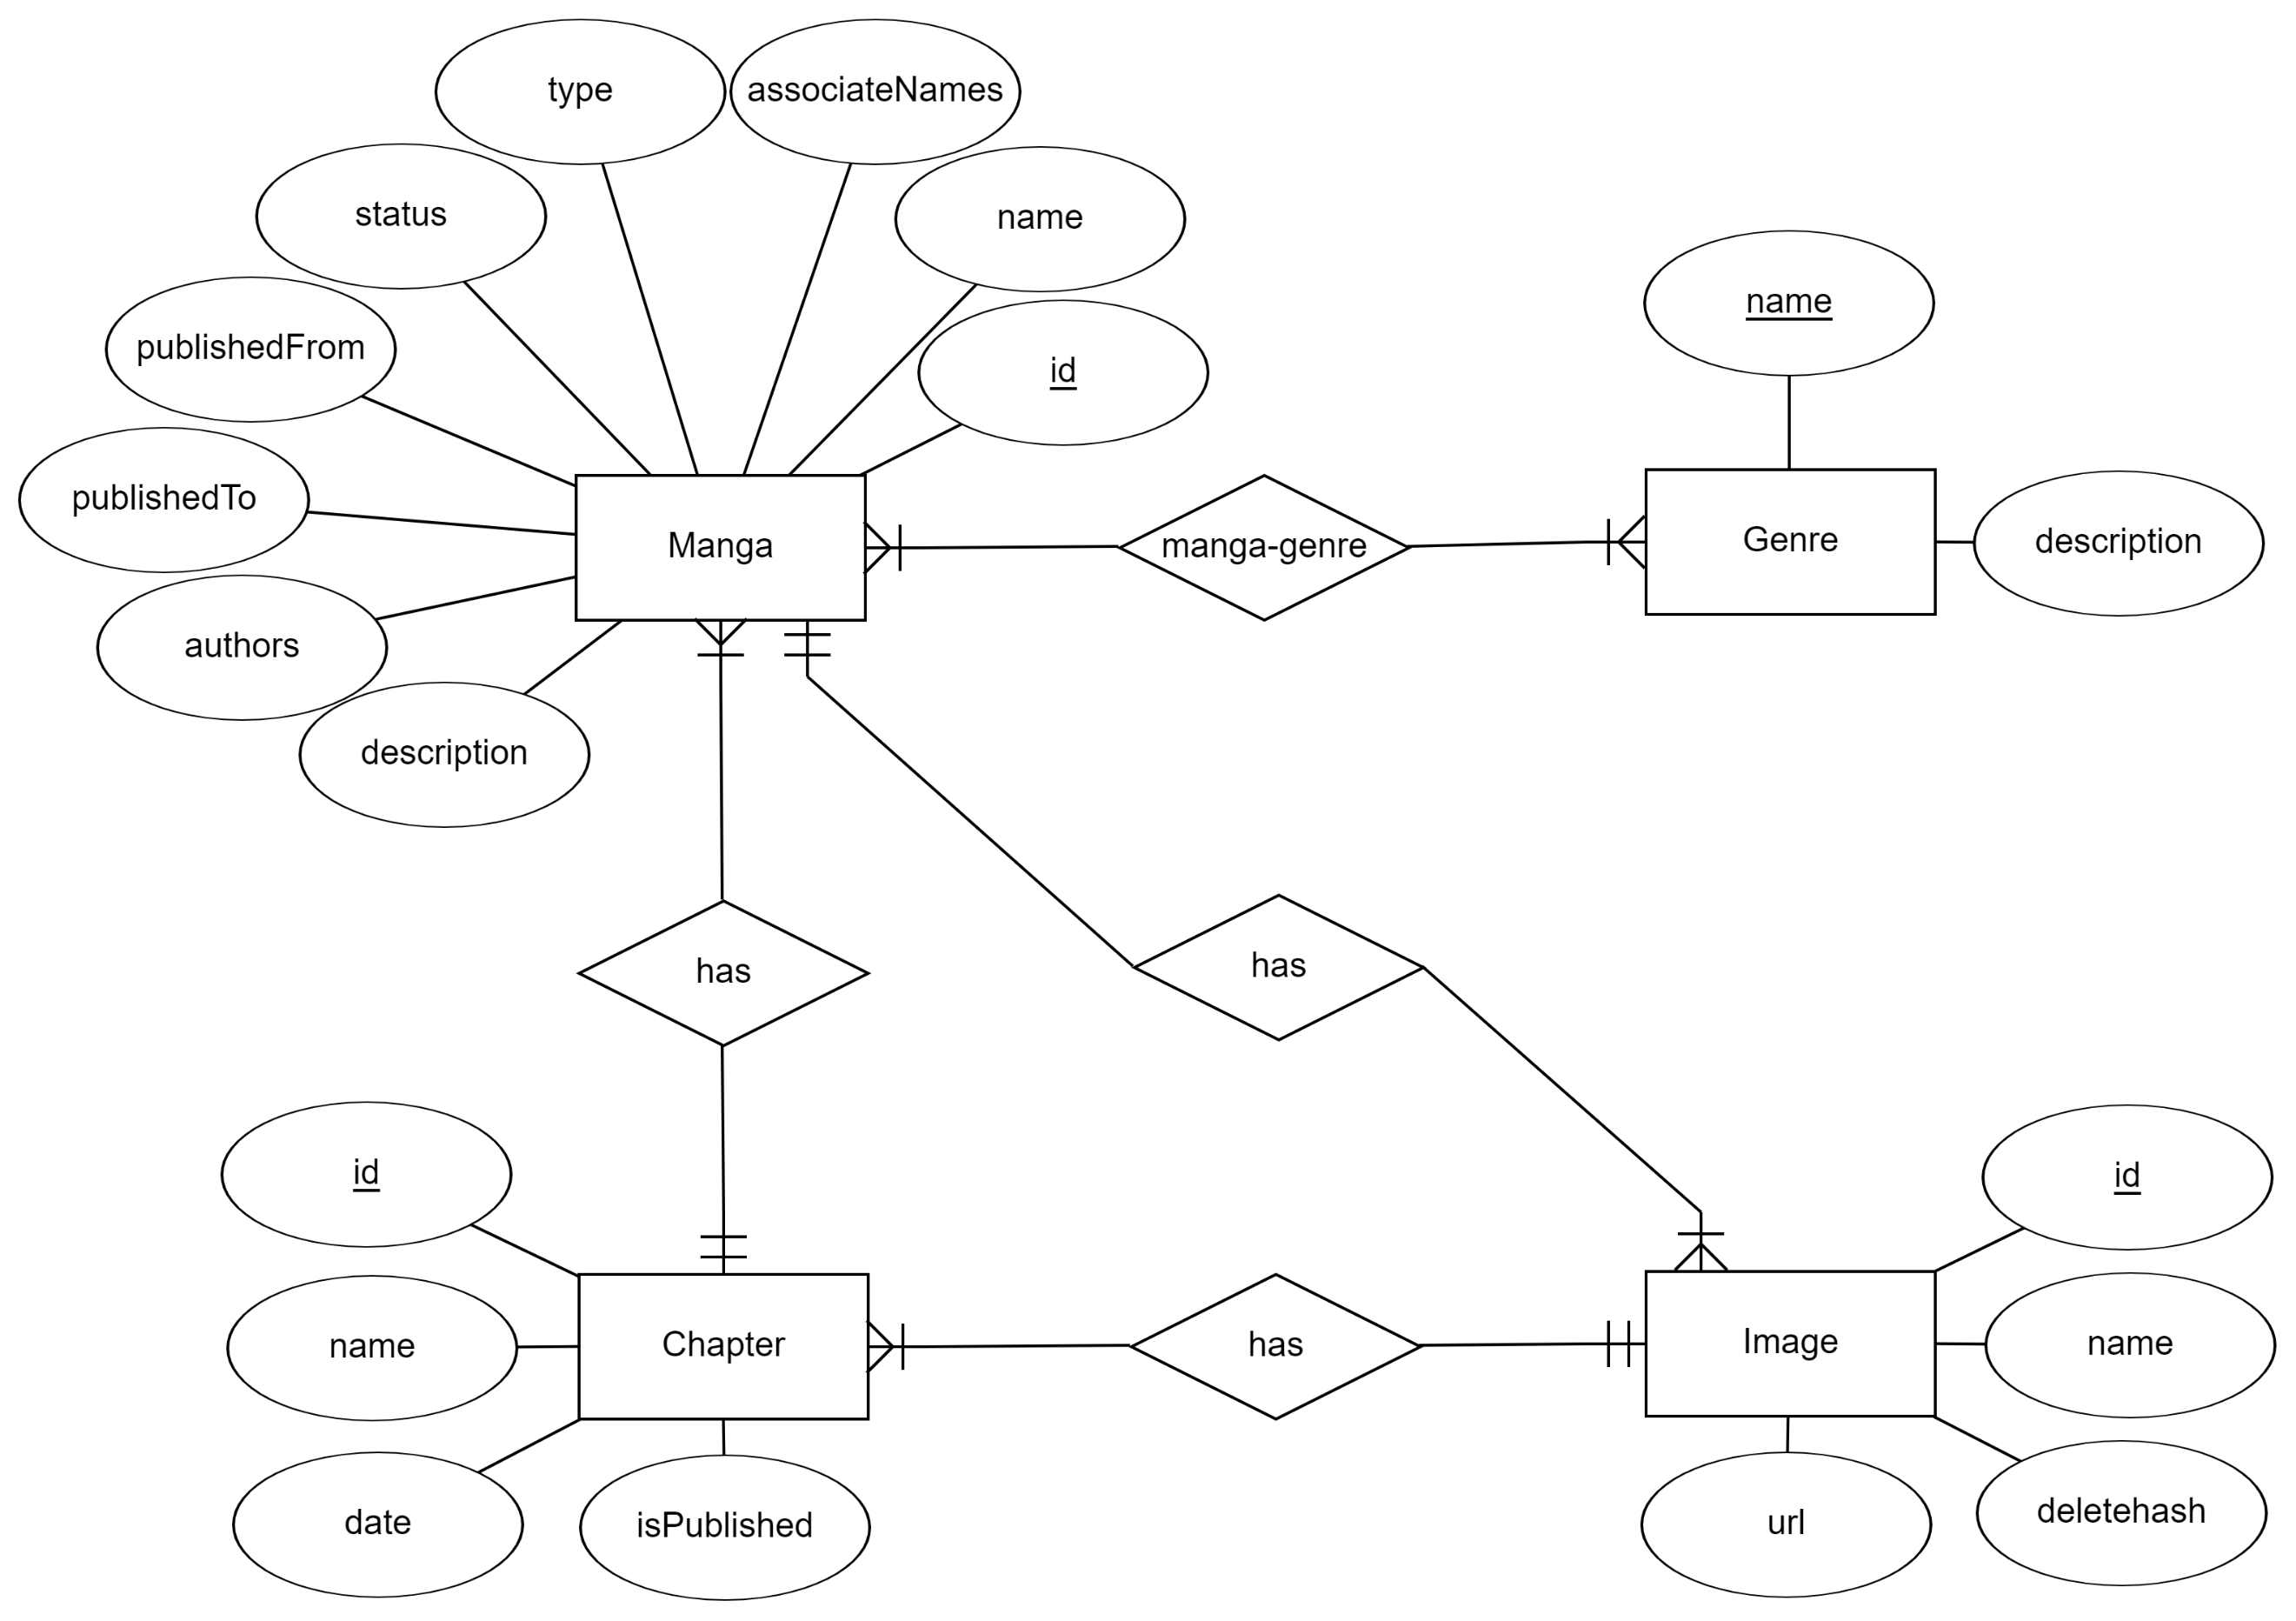 type
associateNames
status
name
name
publishedFrom
id
publishedTo
Manga
manga-genre
Genre
description
authors
description
has
has
id
id
name
Chapter
has
Image
name
date
isPublished
url
deletehash